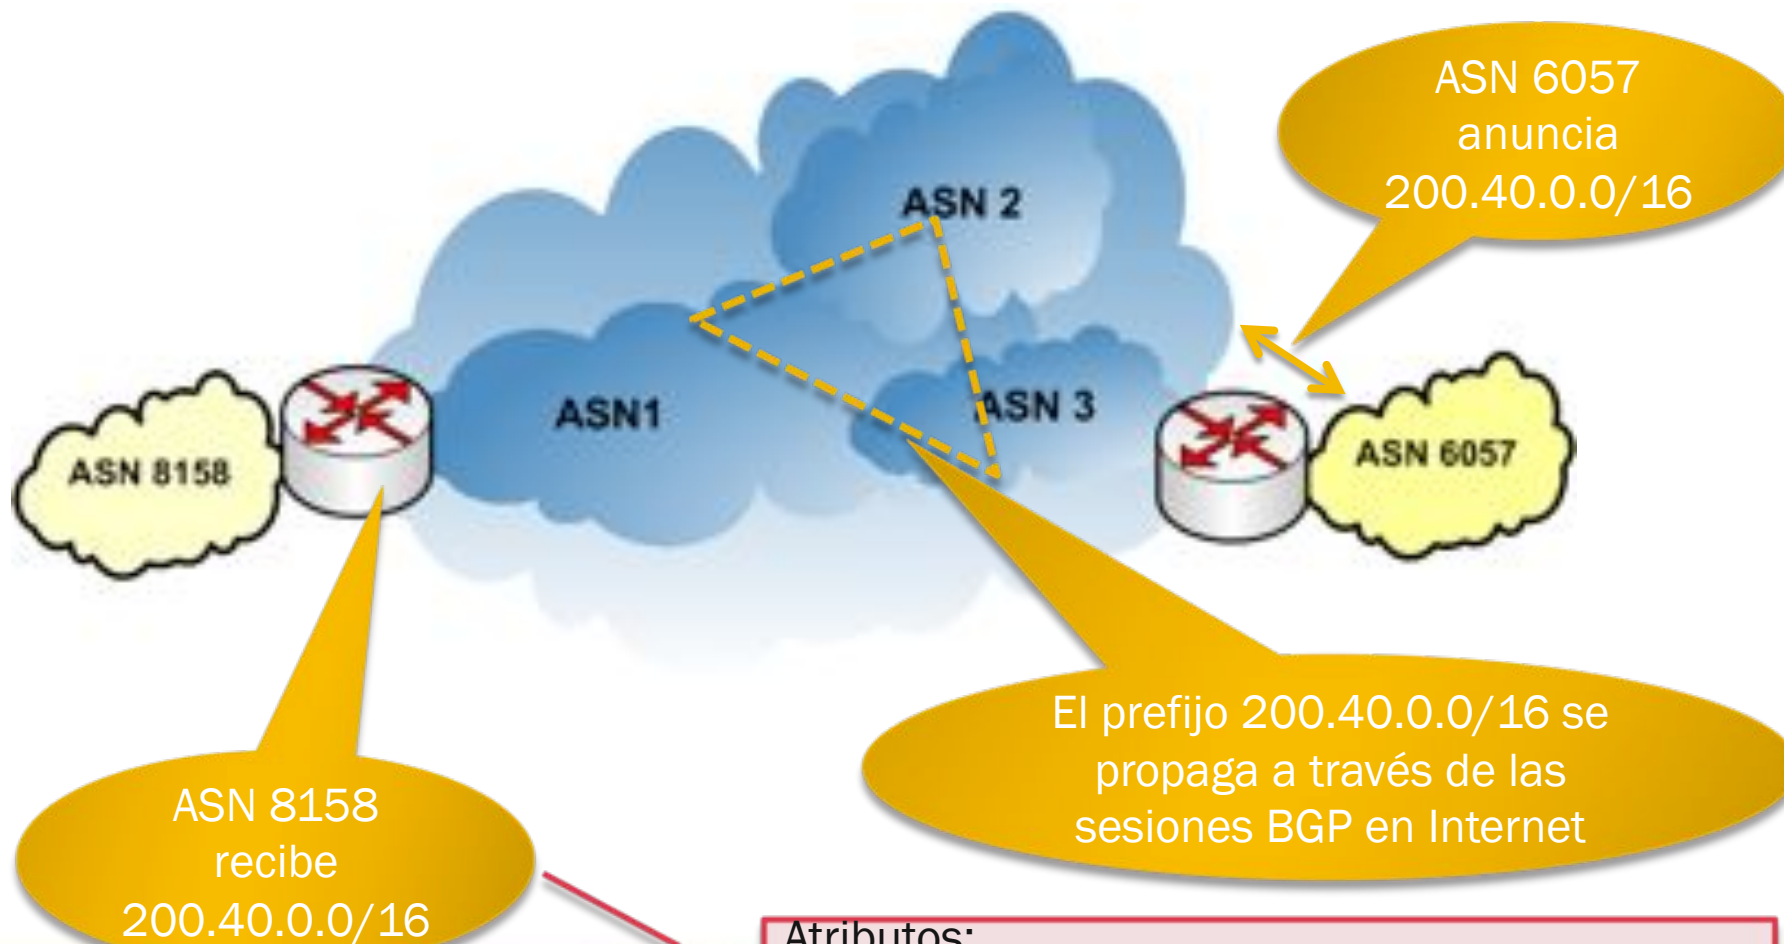 ASN 6057
anuncia
200.40.0.0/16
ASN 2
ASN1
ASN 3
ASN 8158
ASN 6057
El prefijo 200.40.0.0/16 se
propaga a través de las
sesiones BGP en Internet
ASN 8158
recibe
200.40.0.0/16
Atributos: